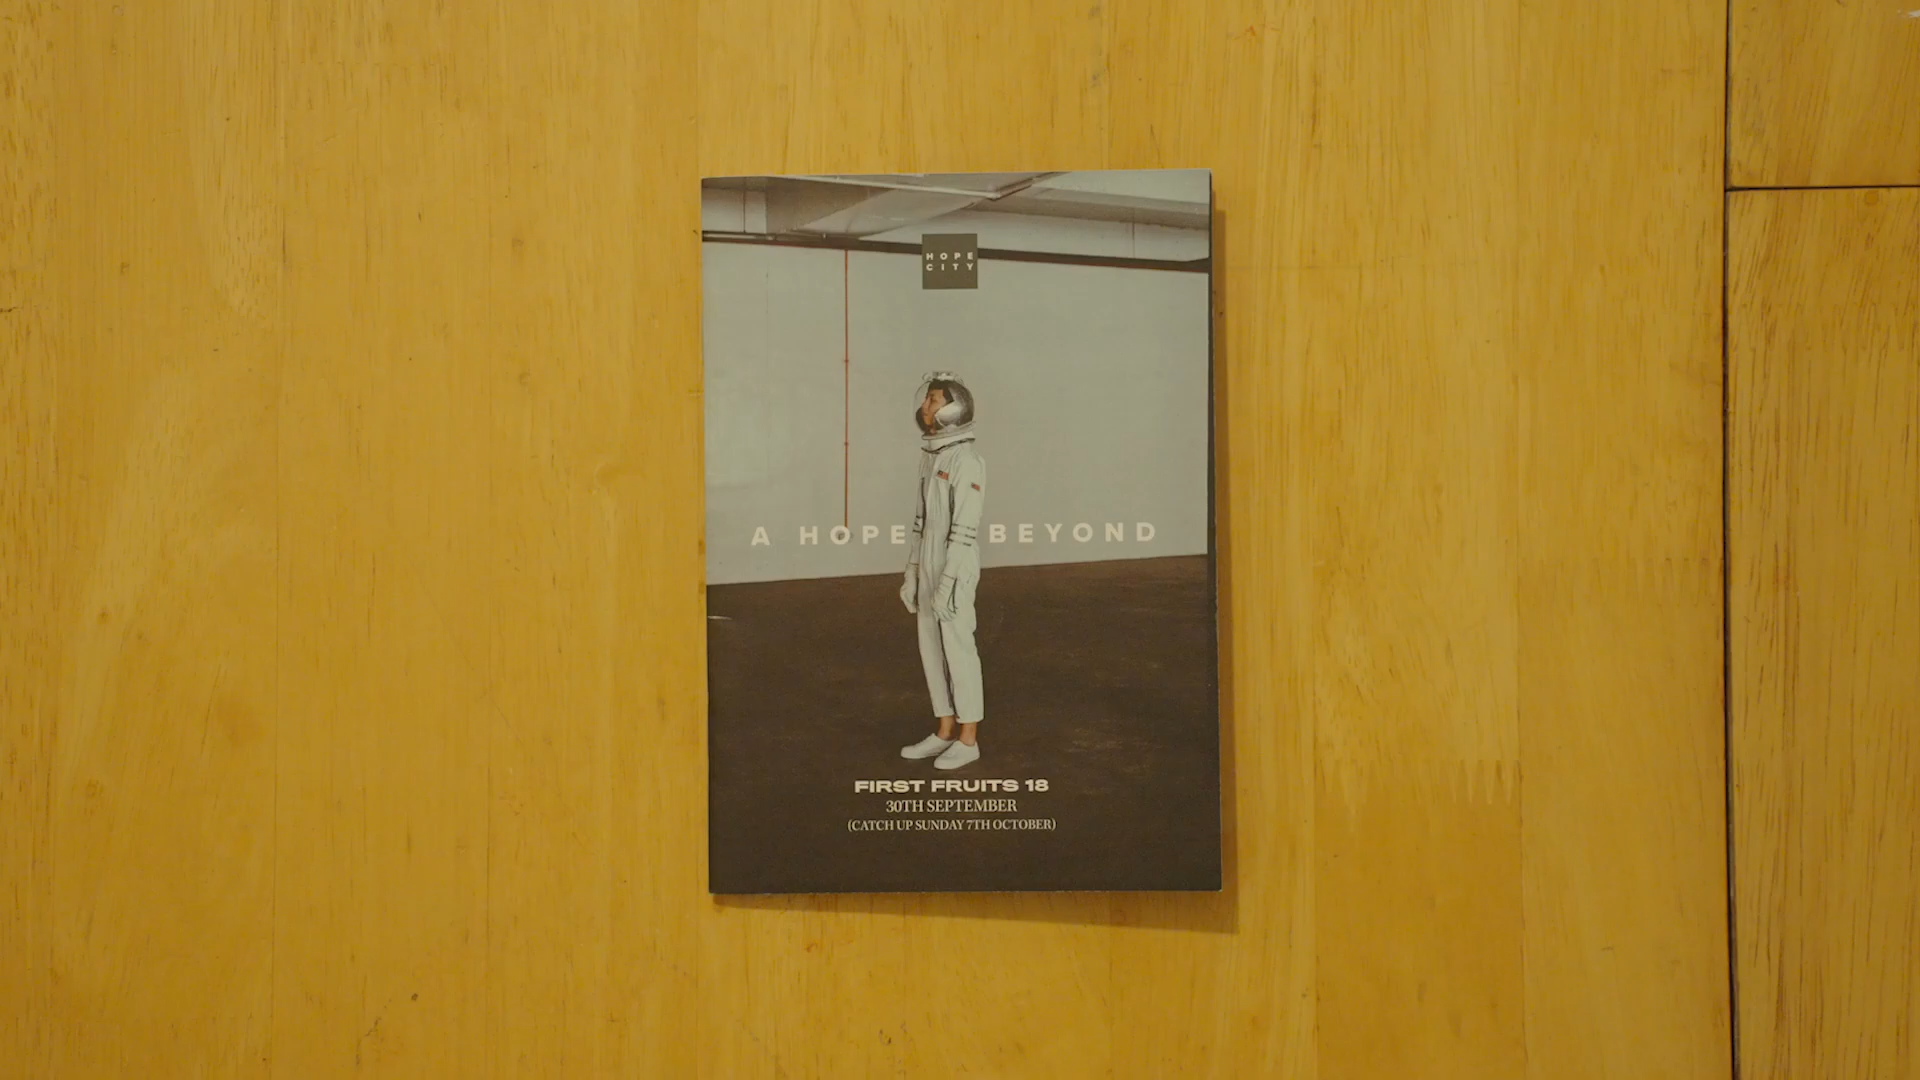 HOPE
CITY
A HOPE BEYOND
FIRST FRUITS 18
30TH SEPTEMBER
(CATCH UP SUNDAY 7TH OCTOBER)